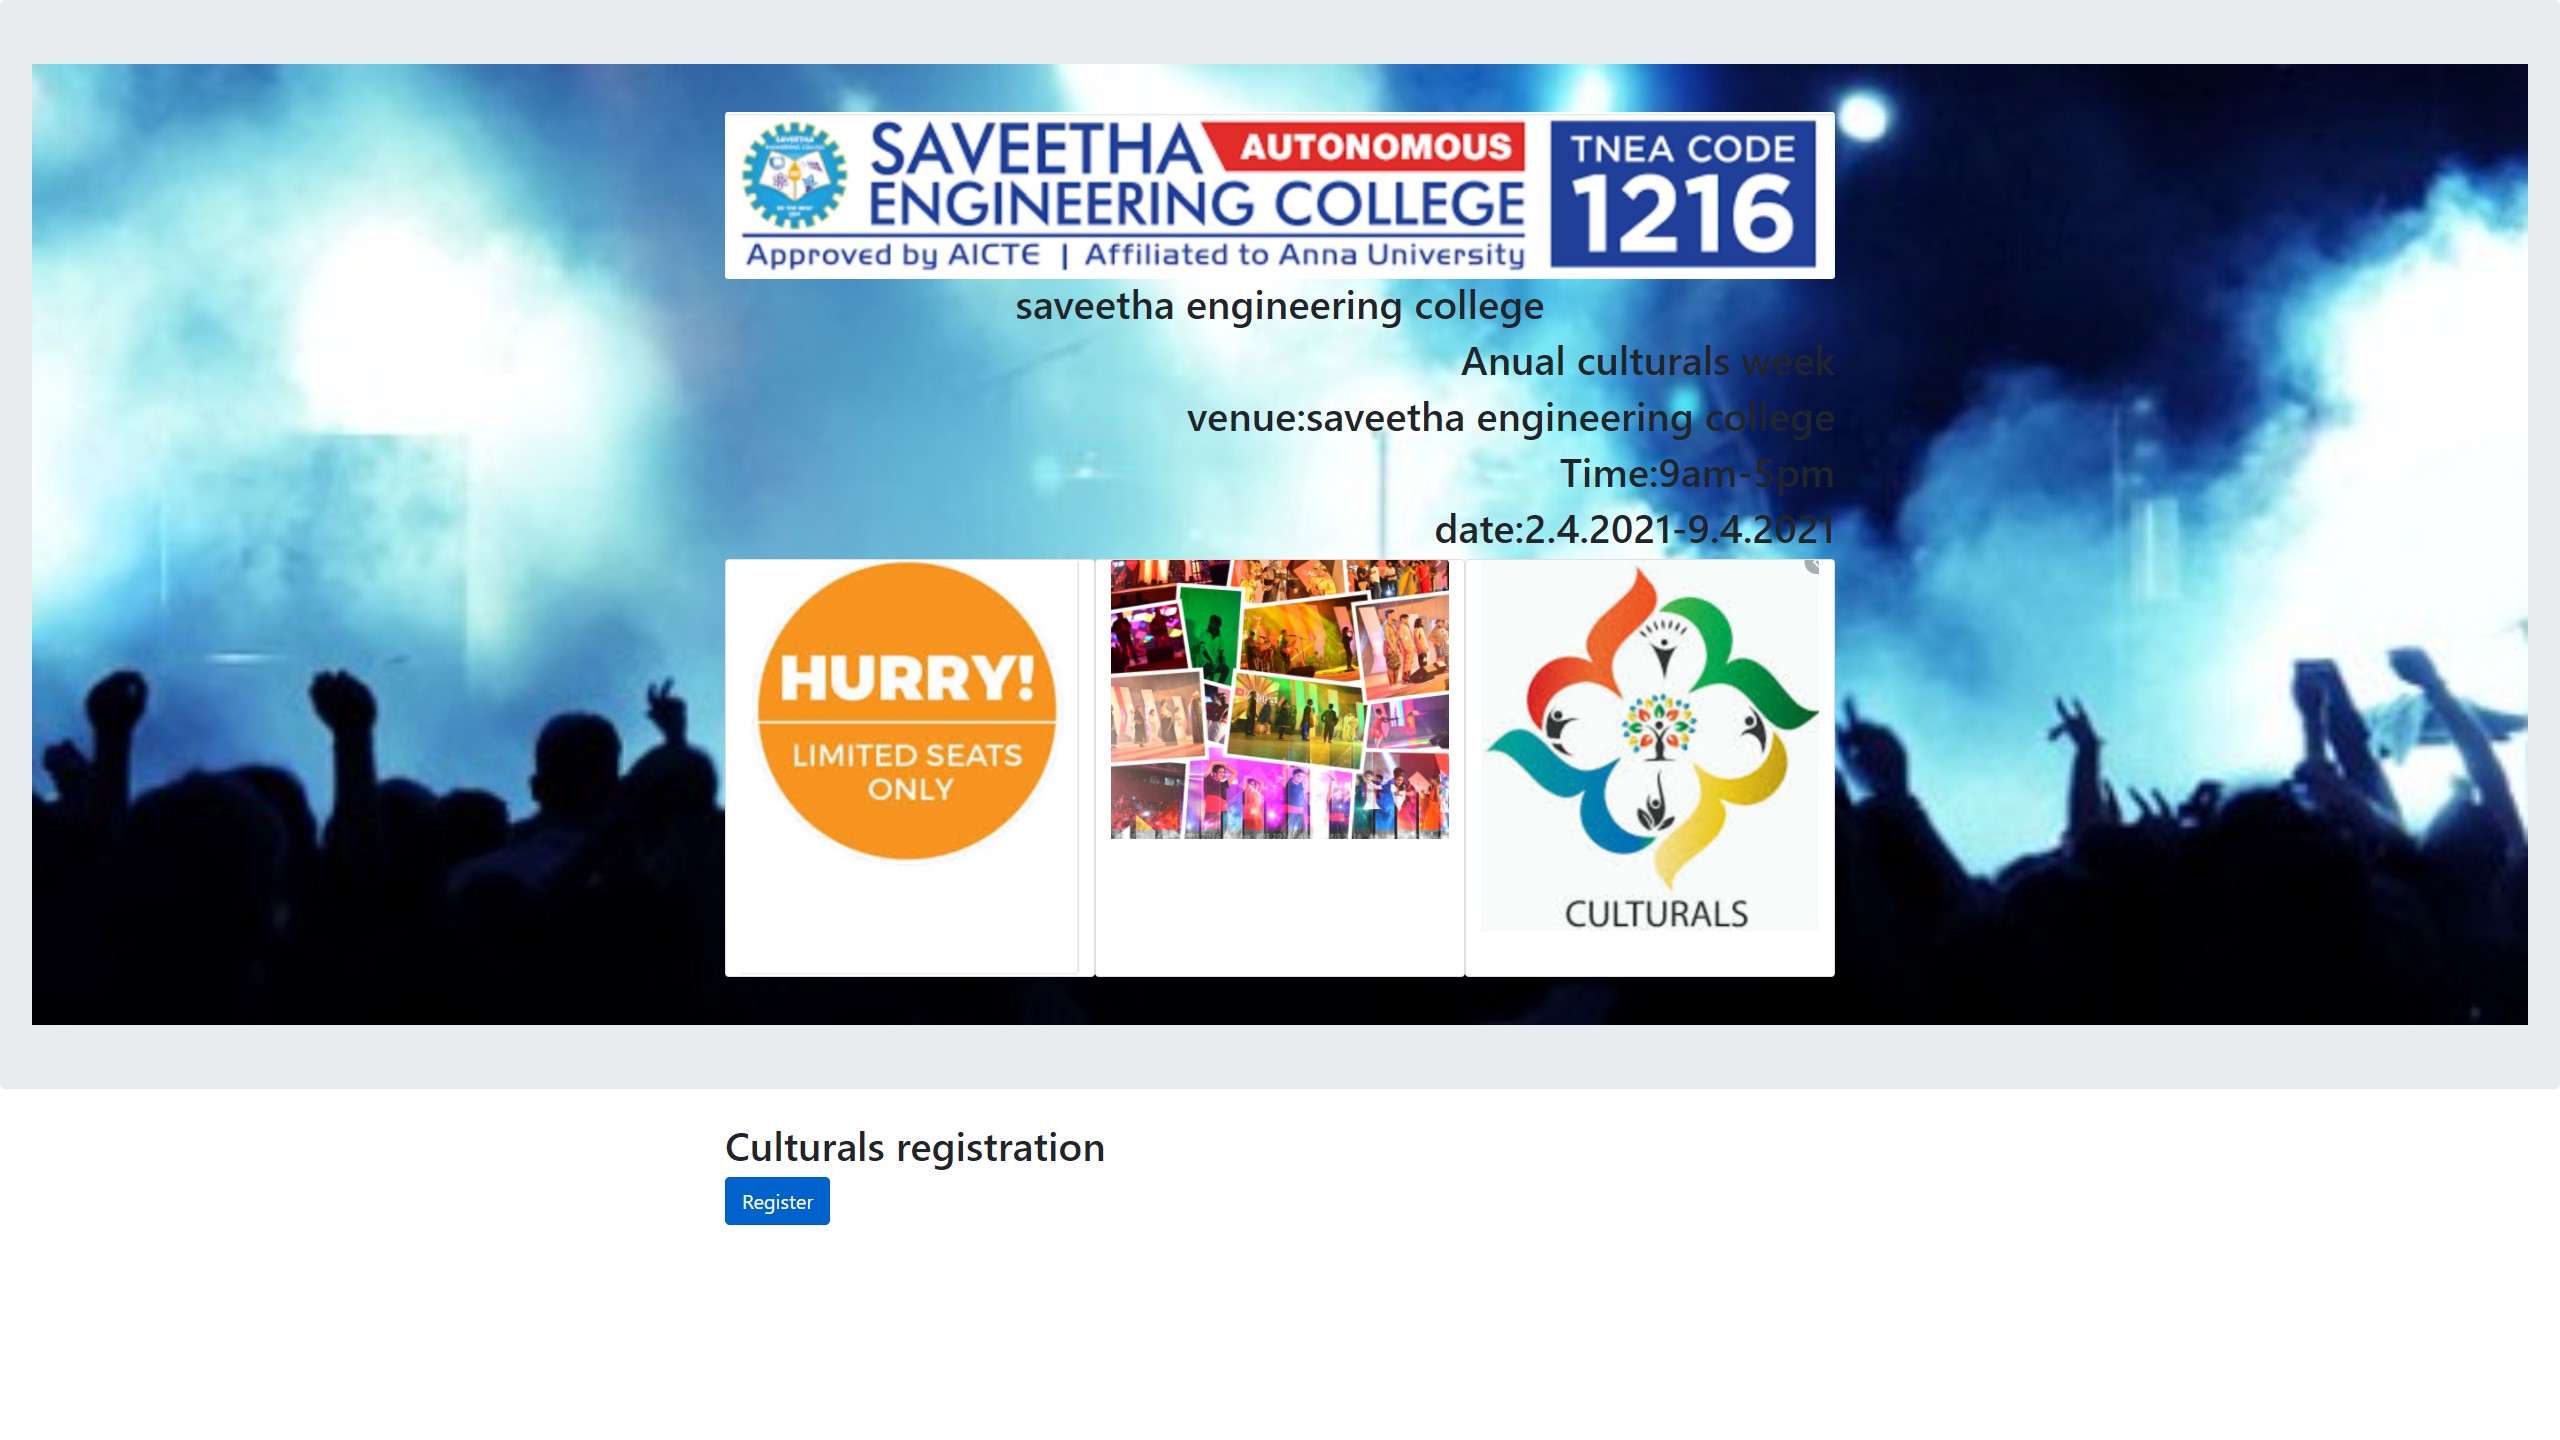 SAVEETHA AUTONOMOUS
ENGINEERING COLLEGE
Approved by AICTE | Affiliated to Anna University
TNEA CODE
1216
saveetha engineering college
Anual culturals week
venue:saveetha engineering college
Time:9am-5pm
date:2.4.2021-9.4.2021
HURRY!
LIMITED SEATS
ONLY
CULTURALS
Culturals registration
Register